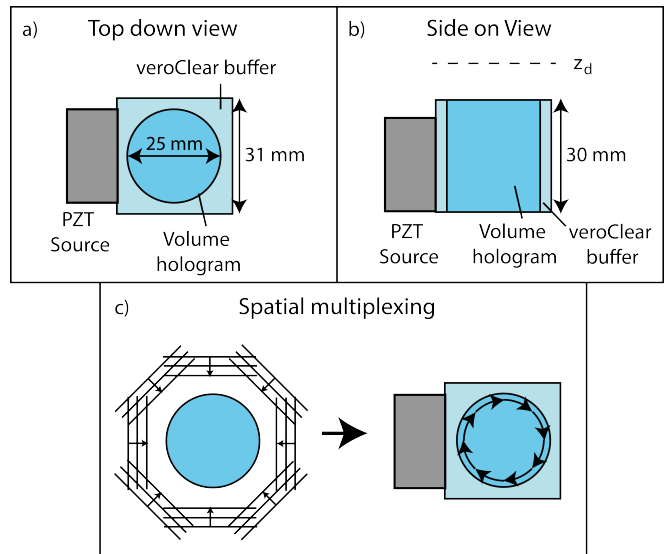 a)
Top down view
veroClear buffer
25 mm
31 mm
PZT
Source
Volume
hologram
b)
Side on View
z_d
30 mm
PZT
Source
Volume
hologram
veroClear
buffer
c)
Spatial multiplexing